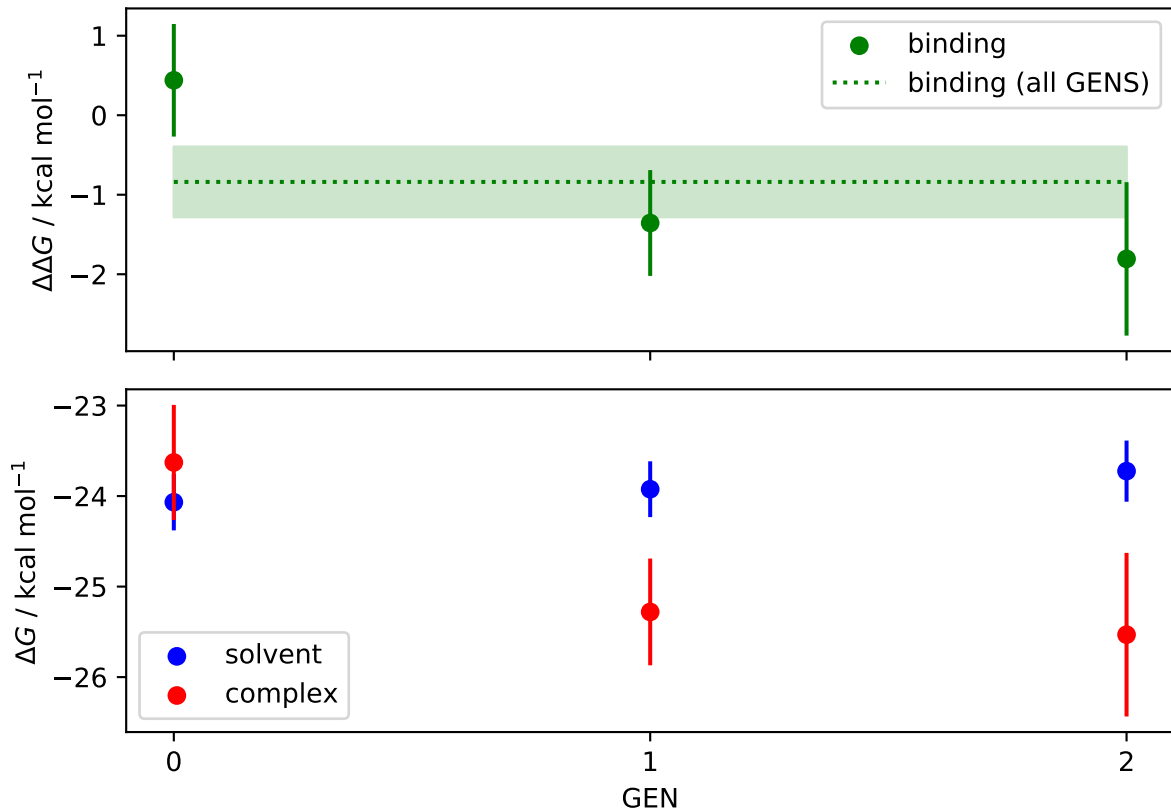 1
0
−1
−2
ΔΔG / kcal mol⁻¹
binding
binding (all GENS)
−23
−24
−25
−26
ΔG / kcal mol⁻¹
solvent
complex
0 1 2
GEN